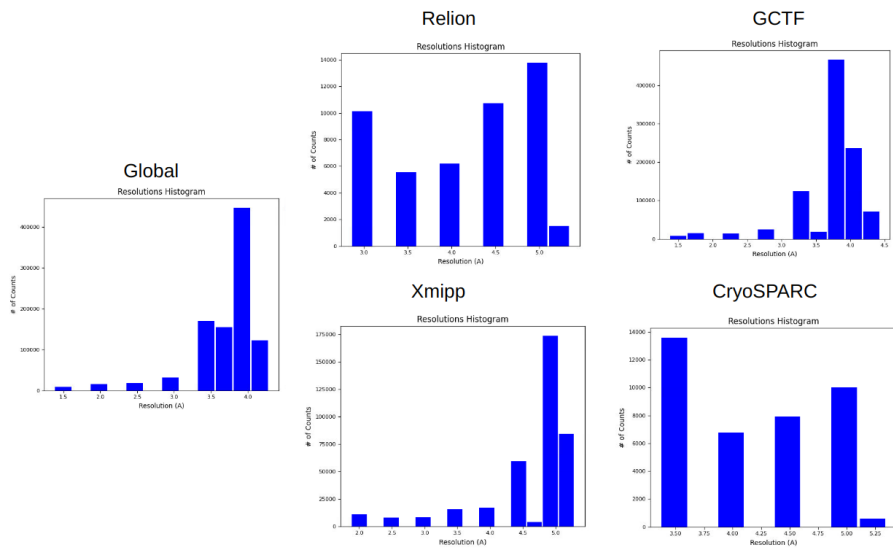 Relion
Resolutions Histogram
14000
12000
10000
8000
6000
4000
2000
0
# of Counts
3.0 3.5 4.0 4.5 5.0
Resolution (A)
GCTF
Resolutions Histogram
400000
300000
200000
100000
0
# of Counts
1.5 2.0 2.5 3.0 3.5 4.0 4.5
Resolution (A)
Global
Resolutions Histogram
400000
300000
200000
100000
0
# of Counts
1.5 2.0 2.5 3.0 3.5 4.0
Resolution (A)
Xmipp
Resolutions Histogram
175000
150000
125000
100000
75000
50000
25000
0
# of Counts
2.0 2.5 3.0 3.5 4.0 4.5 5.0
Resolution (A)
CryoSPARC
Resolutions Histogram
14000
12000
10000
8000
6000
4000
2000
0
# of Counts
3.50 3.75 4.00 4.25 4.50 4.75 5.00 5.25
Resolution (A)